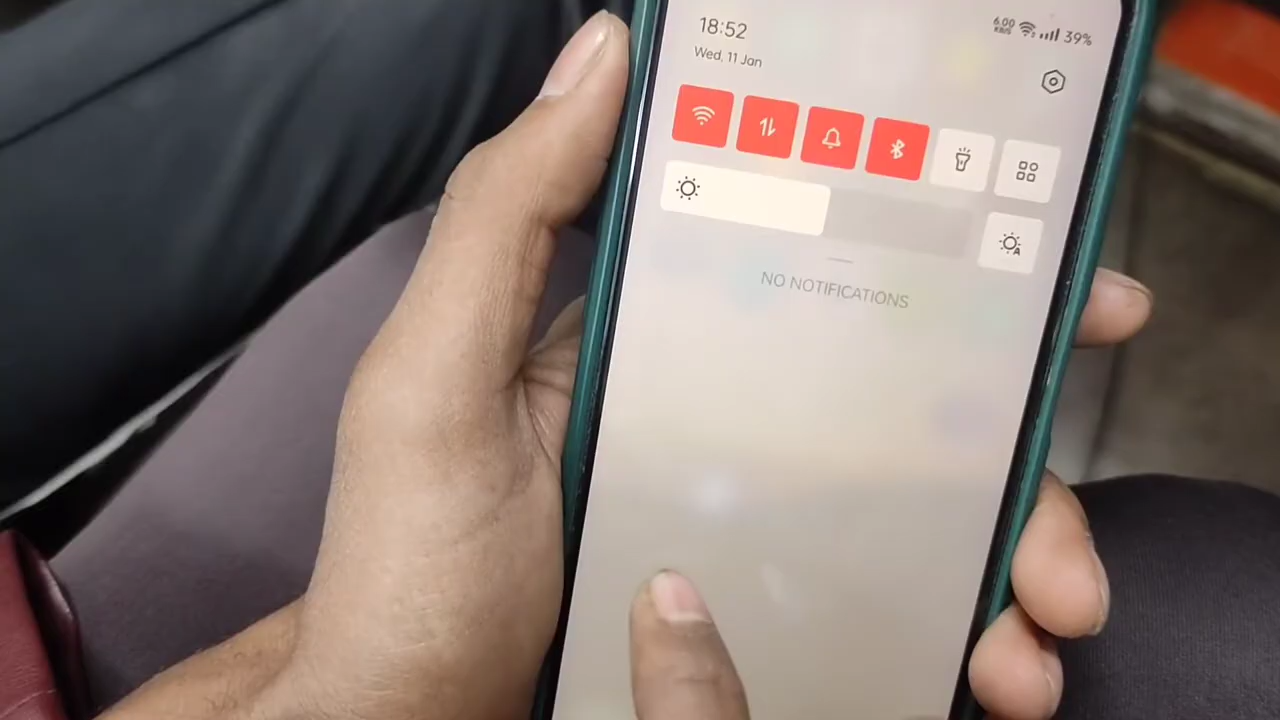 18:52
6.00
KB/S
39%
Wed, 11 Jan
NO NOTIFICATIONS